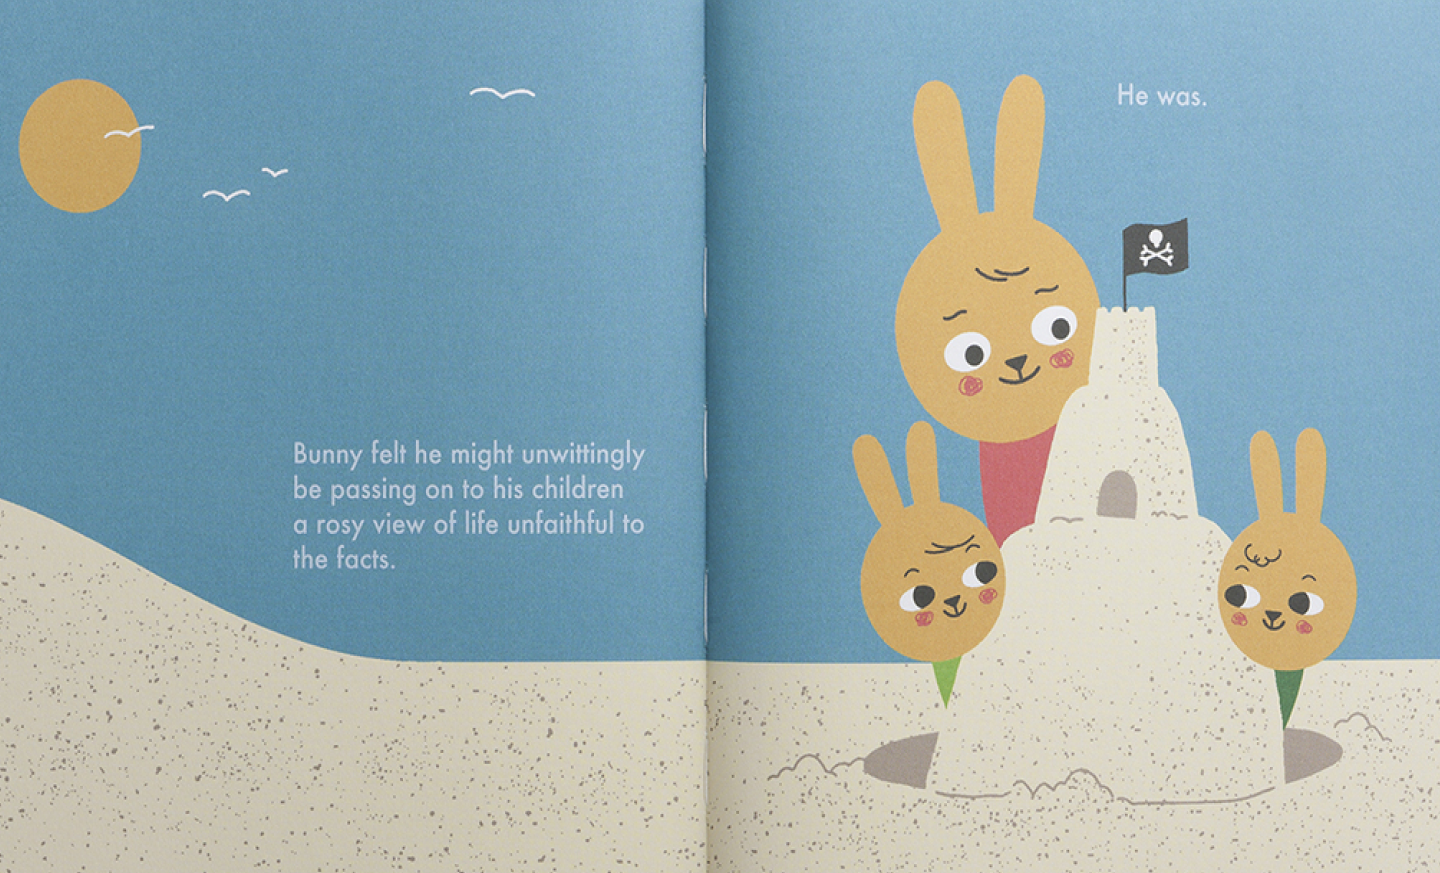 Bunny felt he might unwittingly
be passing on to his children
a rosy view of life unfaithful to
the facts.
He was.